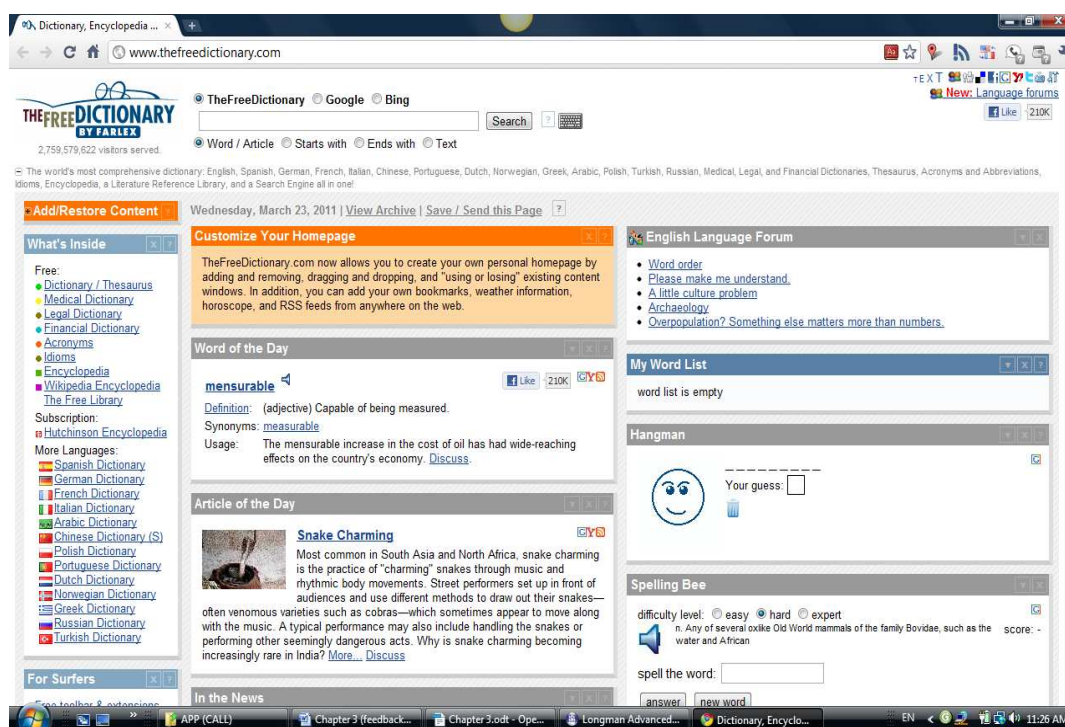 Dictionary, Encyclopedia ...
www.thefreedictionary.com
TEXT
New: Language forums
Like 210K
THEFREEDICTIONARY
BY FARLEX
2,759,579,622 visitors served.
TheFreeDictionary Google Bing
Search ?
Word / Article Starts with Ends with Text
The world's most comprehensive dictionary: English, Spanish, German, French, Italian, Chinese, Portuguese, Dutch, Norwegian, Greek, Arabic, Polish, Turkish, Russian, Medical, Legal, and Financial Dictionaries, Thesaurus, Acronyms and Abbreviations,
Idioms, Encyclopedia, a Literature Reference Library, and a Search Engine all in one!
Add/Restore Content ?
Wednesday, March 23, 2011 | View Archive | Save / Send this Page ?
What's Inside x ?
Free:
Dictionary / Thesaurus
Medical Dictionary
Legal Dictionary
Financial Dictionary
Acronyms
Idioms
Encyclopedia
Wikipedia Encyclopedia
The Free Library
Subscription:
Hutchinson Encyclopedia
More Languages:
Spanish Dictionary
German Dictionary
French Dictionary
Italian Dictionary
Arabic Dictionary
Chinese Dictionary (S)
Polish Dictionary
Portuguese Dictionary
Dutch Dictionary
Norwegian Dictionary
Greek Dictionary
Russian Dictionary
Turkish Dictionary
For Surfers x ?
Free toolbar & extensions
Customize Your Homepage x ?
TheFreeDictionary.com now allows you to create your own personal homepage by
adding and removing, dragging and dropping, and "using or losing" existing content
windows. In addition, you can add your own bookmarks, weather information,
horoscope, and RSS feeds from anywhere on the web.
Word of the Day x ?
mensurable
Like 210K
Definition: (adjective) Capable of being measured.
Synonyms: measurable
Usage: The mensurable increase in the cost of oil has had wide-reaching
effects on the country's economy. Discuss.
Article of the Day x ?
Snake Charming
Most common in South Asia and North Africa, snake charming
is the practice of "charming" snakes through music and
rhythmic body movements. Street performers set up in front of
audiences and use different methods to draw out their snakes—
often venomous varieties such as cobras—which sometimes appear to move along
with the music. A typical performance may also include handling the snakes or
performing other seemingly dangerous acts. Why is snake charming becoming
increasingly rare in India? More... Discuss
In the News x ?
English Language Forum x
Word order
Please make me understand.
A little culture problem
Archaeology
Overpopulation? Something else matters more than numbers.
My Word List x ?
word list is empty
Hangman x ?
_ _ _ _ _ _ _ _ _
Your guess:
Spelling Bee x
difficulty level: easy hard expert
n. Any of several oxlike Old World mammals of the family Bovidae, such as the
water and African
score: -
spell the word:
answer new word
APP (CALL)
Chapter 3 (feedback...
Chapter 3.odt - Ope...
Longman Advanced...
Dictionary, Encyclo...
EN
11:26 AM